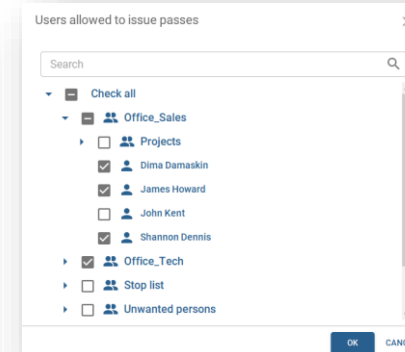 Users allowed to issue passes
Search
Check all
Office_Sales
Projects
Dima Damaskin
James Howard
John Kent
Shannon Dennis
Office_Tech
Stop list
Unwanted persons
OK